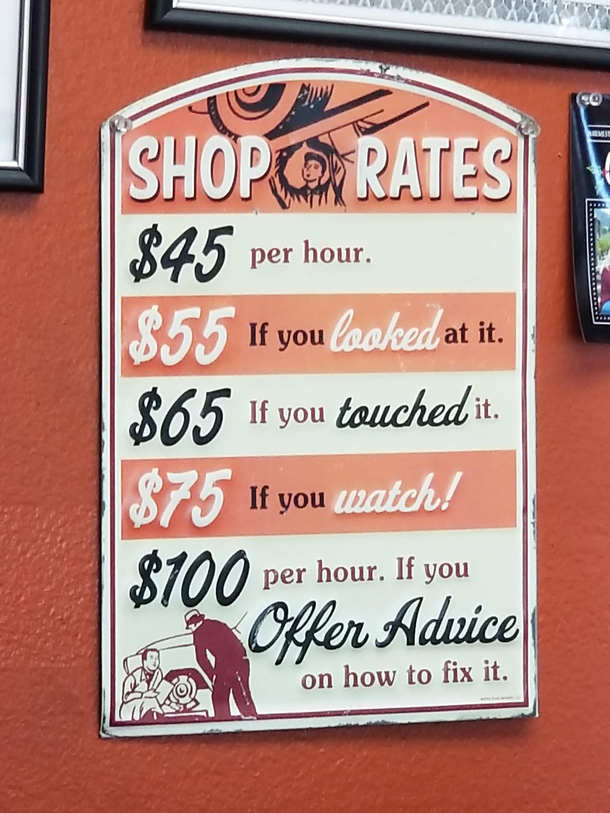 SHOP RATES
$45 per hour.
$55 If you looked at it.
$65 If you touched it.
$75 If you watch!
$100 per hour. If you
Offer Advice
on how to fix it.